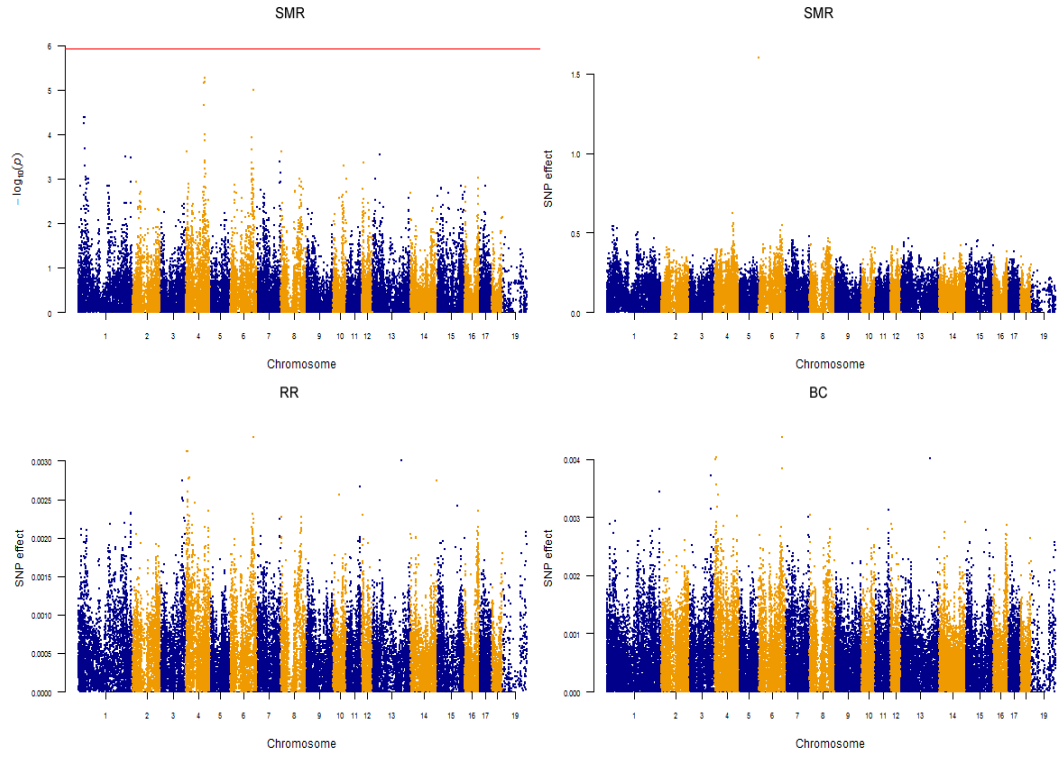 SMR
− log₁₀(p)
6
5
4
3
2
1
0
1 2 3 4 5 6 7 8 9 10 11 12 13 14 15 16 17 19
Chromosome
SMR
SNP effect
1.5
1.0
0.5
0.0
1 2 3 4 5 6 7 8 9 10 11 12 13 14 15 16 17 19
Chromosome
RR
SNP effect
0.0030
0.0025
0.0020
0.0015
0.0010
0.0005
0.0000
1 2 3 4 5 6 7 8 9 10 11 12 13 14 15 16 17 19
Chromosome
BC
SNP effect
0.004
0.003
0.002
0.001
0.000
1 2 3 4 5 6 7 8 9 10 11 12 13 14 15 16 17 19
Chromosome